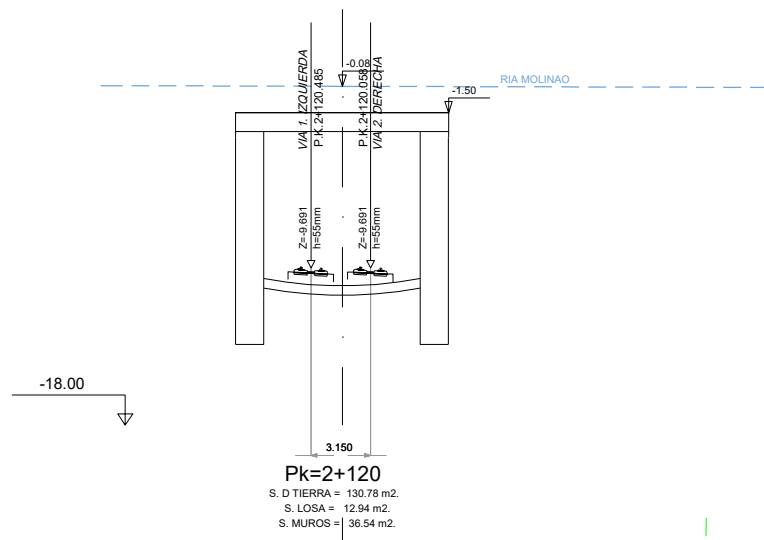 RIA MOLINAO
-0.08
-1.50
VIA 1. IZQUIERDA
P.K.2+120.485
P.K.2+120.058
VIA 2. DERECHA
Z=-9.691
h=55mm
Z=-9.691
h=55mm
-18.00
3.150
Pk=2+120
S. D TIERRA = 130.78 m2.
S. LOSA = 12.94 m2.
S. MUROS = 36.54 m2.